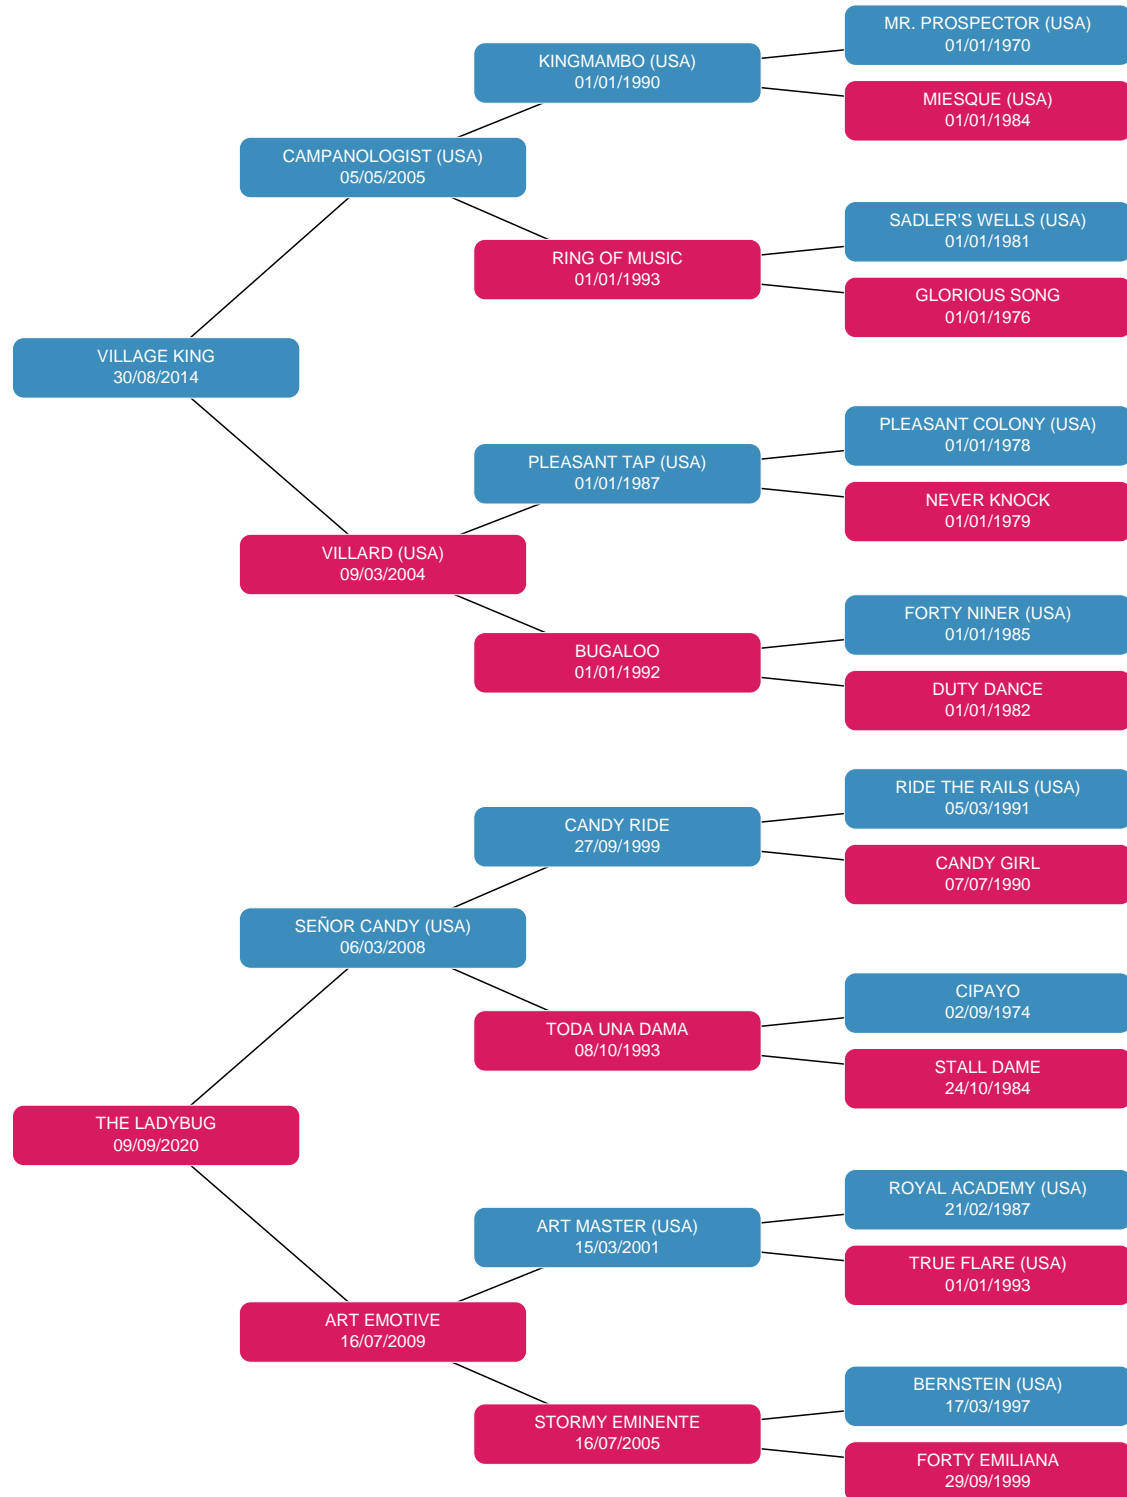 MR. PROSPECTOR (USA)
01/01/1970
KINGMAMBO (USA)
01/01/1990
MIESQUE (USA)
01/01/1984
CAMPANOLOGIST (USA)
05/05/2005
SADLER'S WELLS (USA)
01/01/1981
RING OF MUSIC
01/01/1993
GLORIOUS SONG
01/01/1976
VILLAGE KING
30/08/2014
PLEASANT COLONY (USA)
01/01/1978
PLEASANT TAP (USA)
01/01/1987
NEVER KNOCK
01/01/1979
VILLARD (USA)
09/03/2004
FORTY NINER (USA)
01/01/1985
BUGALOO
01/01/1992
DUTY DANCE
01/01/1982
RIDE THE RAILS (USA)
05/03/1991
CANDY RIDE
27/09/1999
CANDY GIRL
07/07/1990
SEÑOR CANDY (USA)
06/03/2008
CIPAYO
02/09/1974
TODA UNA DAMA
08/10/1993
STALL DAME
24/10/1984
THE LADYBUG
09/09/2020
ROYAL ACADEMY (USA)
21/02/1987
ART MASTER (USA)
15/03/2001
TRUE FLARE (USA)
01/01/1993
ART EMOTIVE
16/07/2009
BERNSTEIN (USA)
17/03/1997
STORMY EMINENTE
16/07/2005
FORTY EMILIANA
29/09/1999